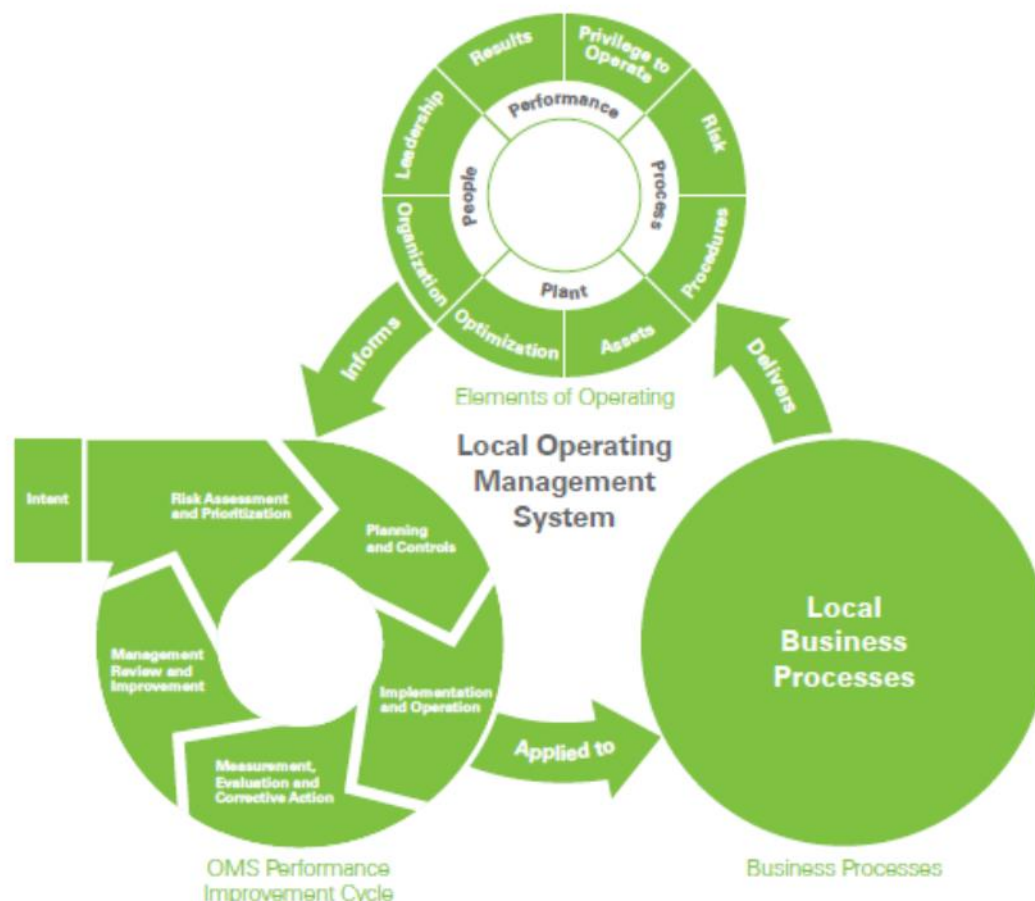 Results
Privilege to
Operate
Leadership
Performance
Risk
People
Process
Organization
Procedures
Plant
Optimization
Assets
Informs
Delivers
Elements of Operating
Local Operating
Management
System
Intent
Risk Assessment
and Prioritization
Planning
and Controls
Local
Business
Processes
Management
Review and
Improvement
Implementation
and Operation
Applied to
Measurement,
Evaluation and
Corrective Action
OMS Performance
Improvement Cycle
Business Processes